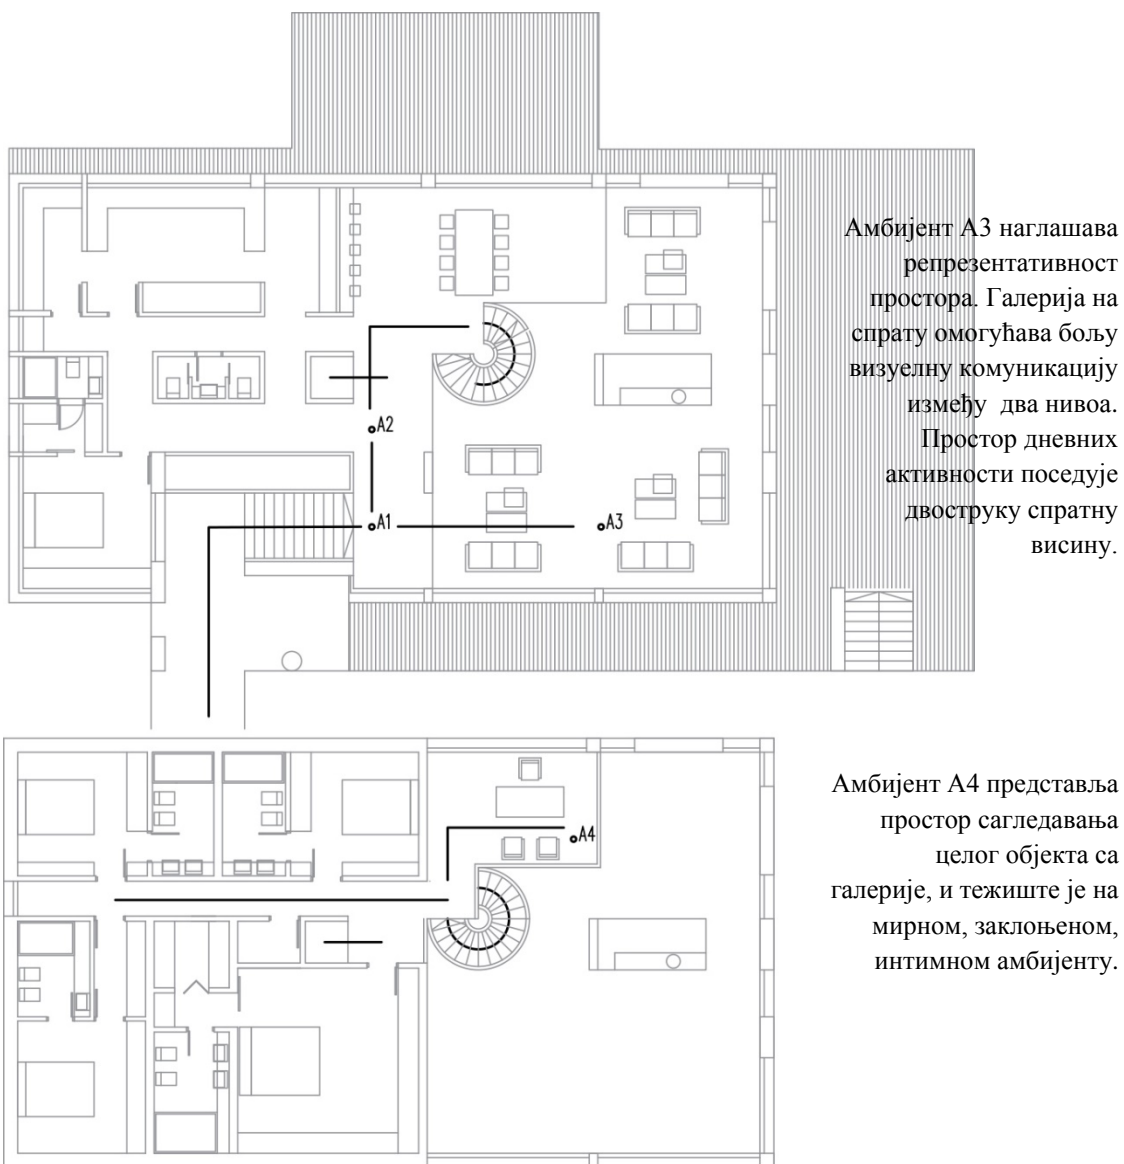 Амбијент А3 наглашава
репрезентативност
простора. Галерија на
спрату омогућава бољу
визуелну комуникацију
између два нивоа.
Простор дневних
активности поседује
двоструку спратну
висину.
A2
A1
A3
Амбијент А4 представља
простор сагледавања
целог објекта са
галерије, и тежиште је на
мирном, заклоњеном,
интимном амбијенту.
A4